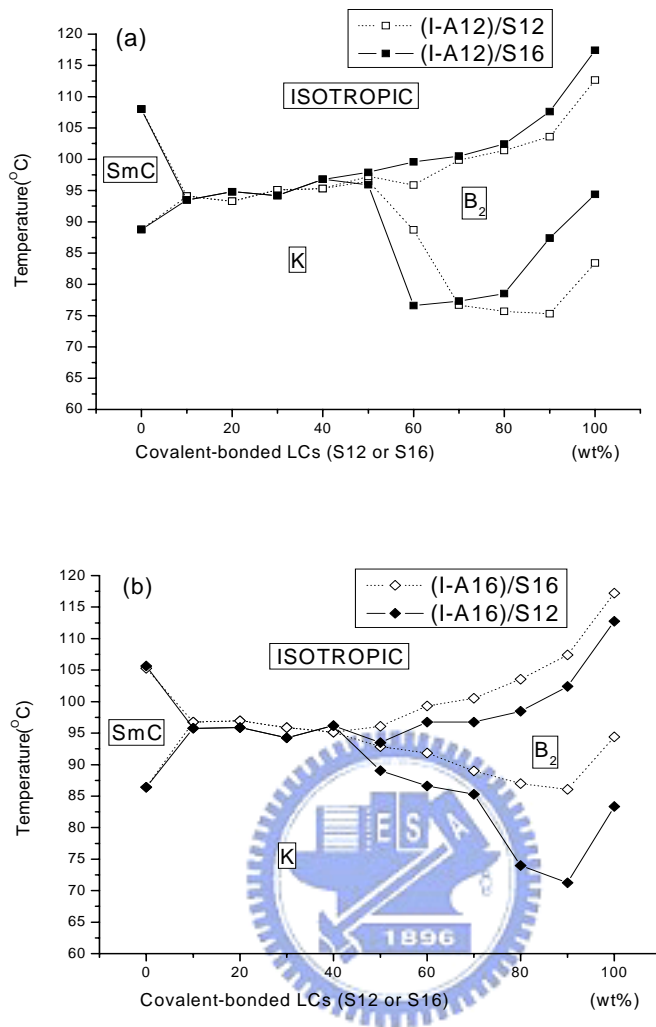 (a)
(I-A12)/S12
(I-A12)/S16
120
115
110
105
100
95
90
85
80
75
70
65
60
Temperature(°C)
ISOTROPIC
SmC
B₂
K
0 20 40 60 80 100
Covalent-bonded LCs (S12 or S16) (wt%)
(b)
(I-A16)/S16
(I-A16)/S12
120
115
110
105
100
95
90
85
80
75
70
65
60
Temperature(°C)
ISOTROPIC
SmC
B₂
K
E S A
1896
0 20 40 60 80 100
Covalent-bonded LCs (S12 or S16) (wt%)